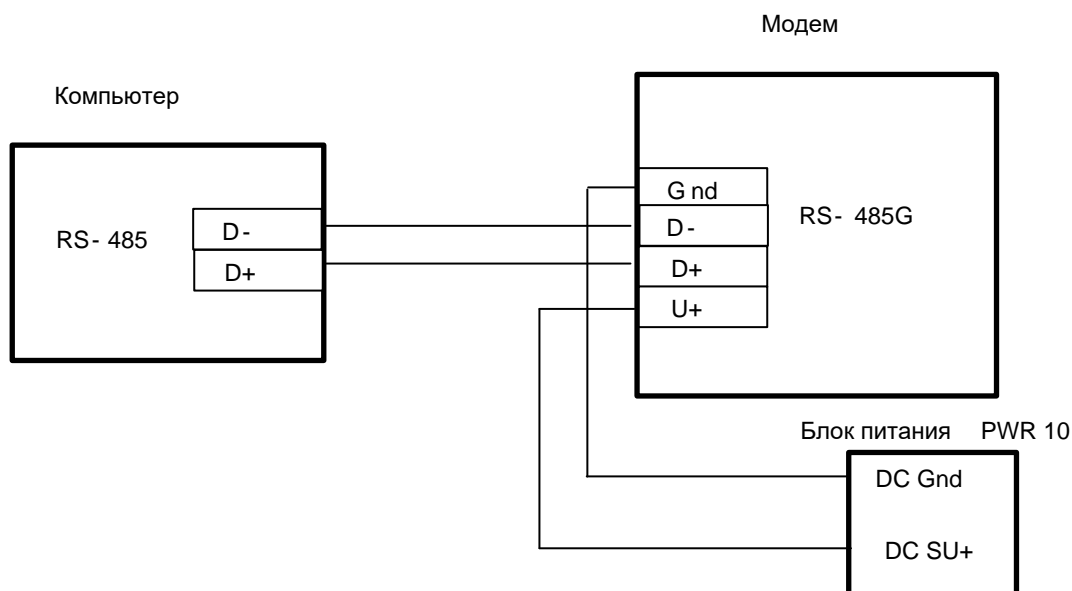 Модем
Компьютер
RS- 485
D-
D+
G nd
D-
D+
U+
RS- 485G
Блок питания PWR 10
DC Gnd
DC SU+